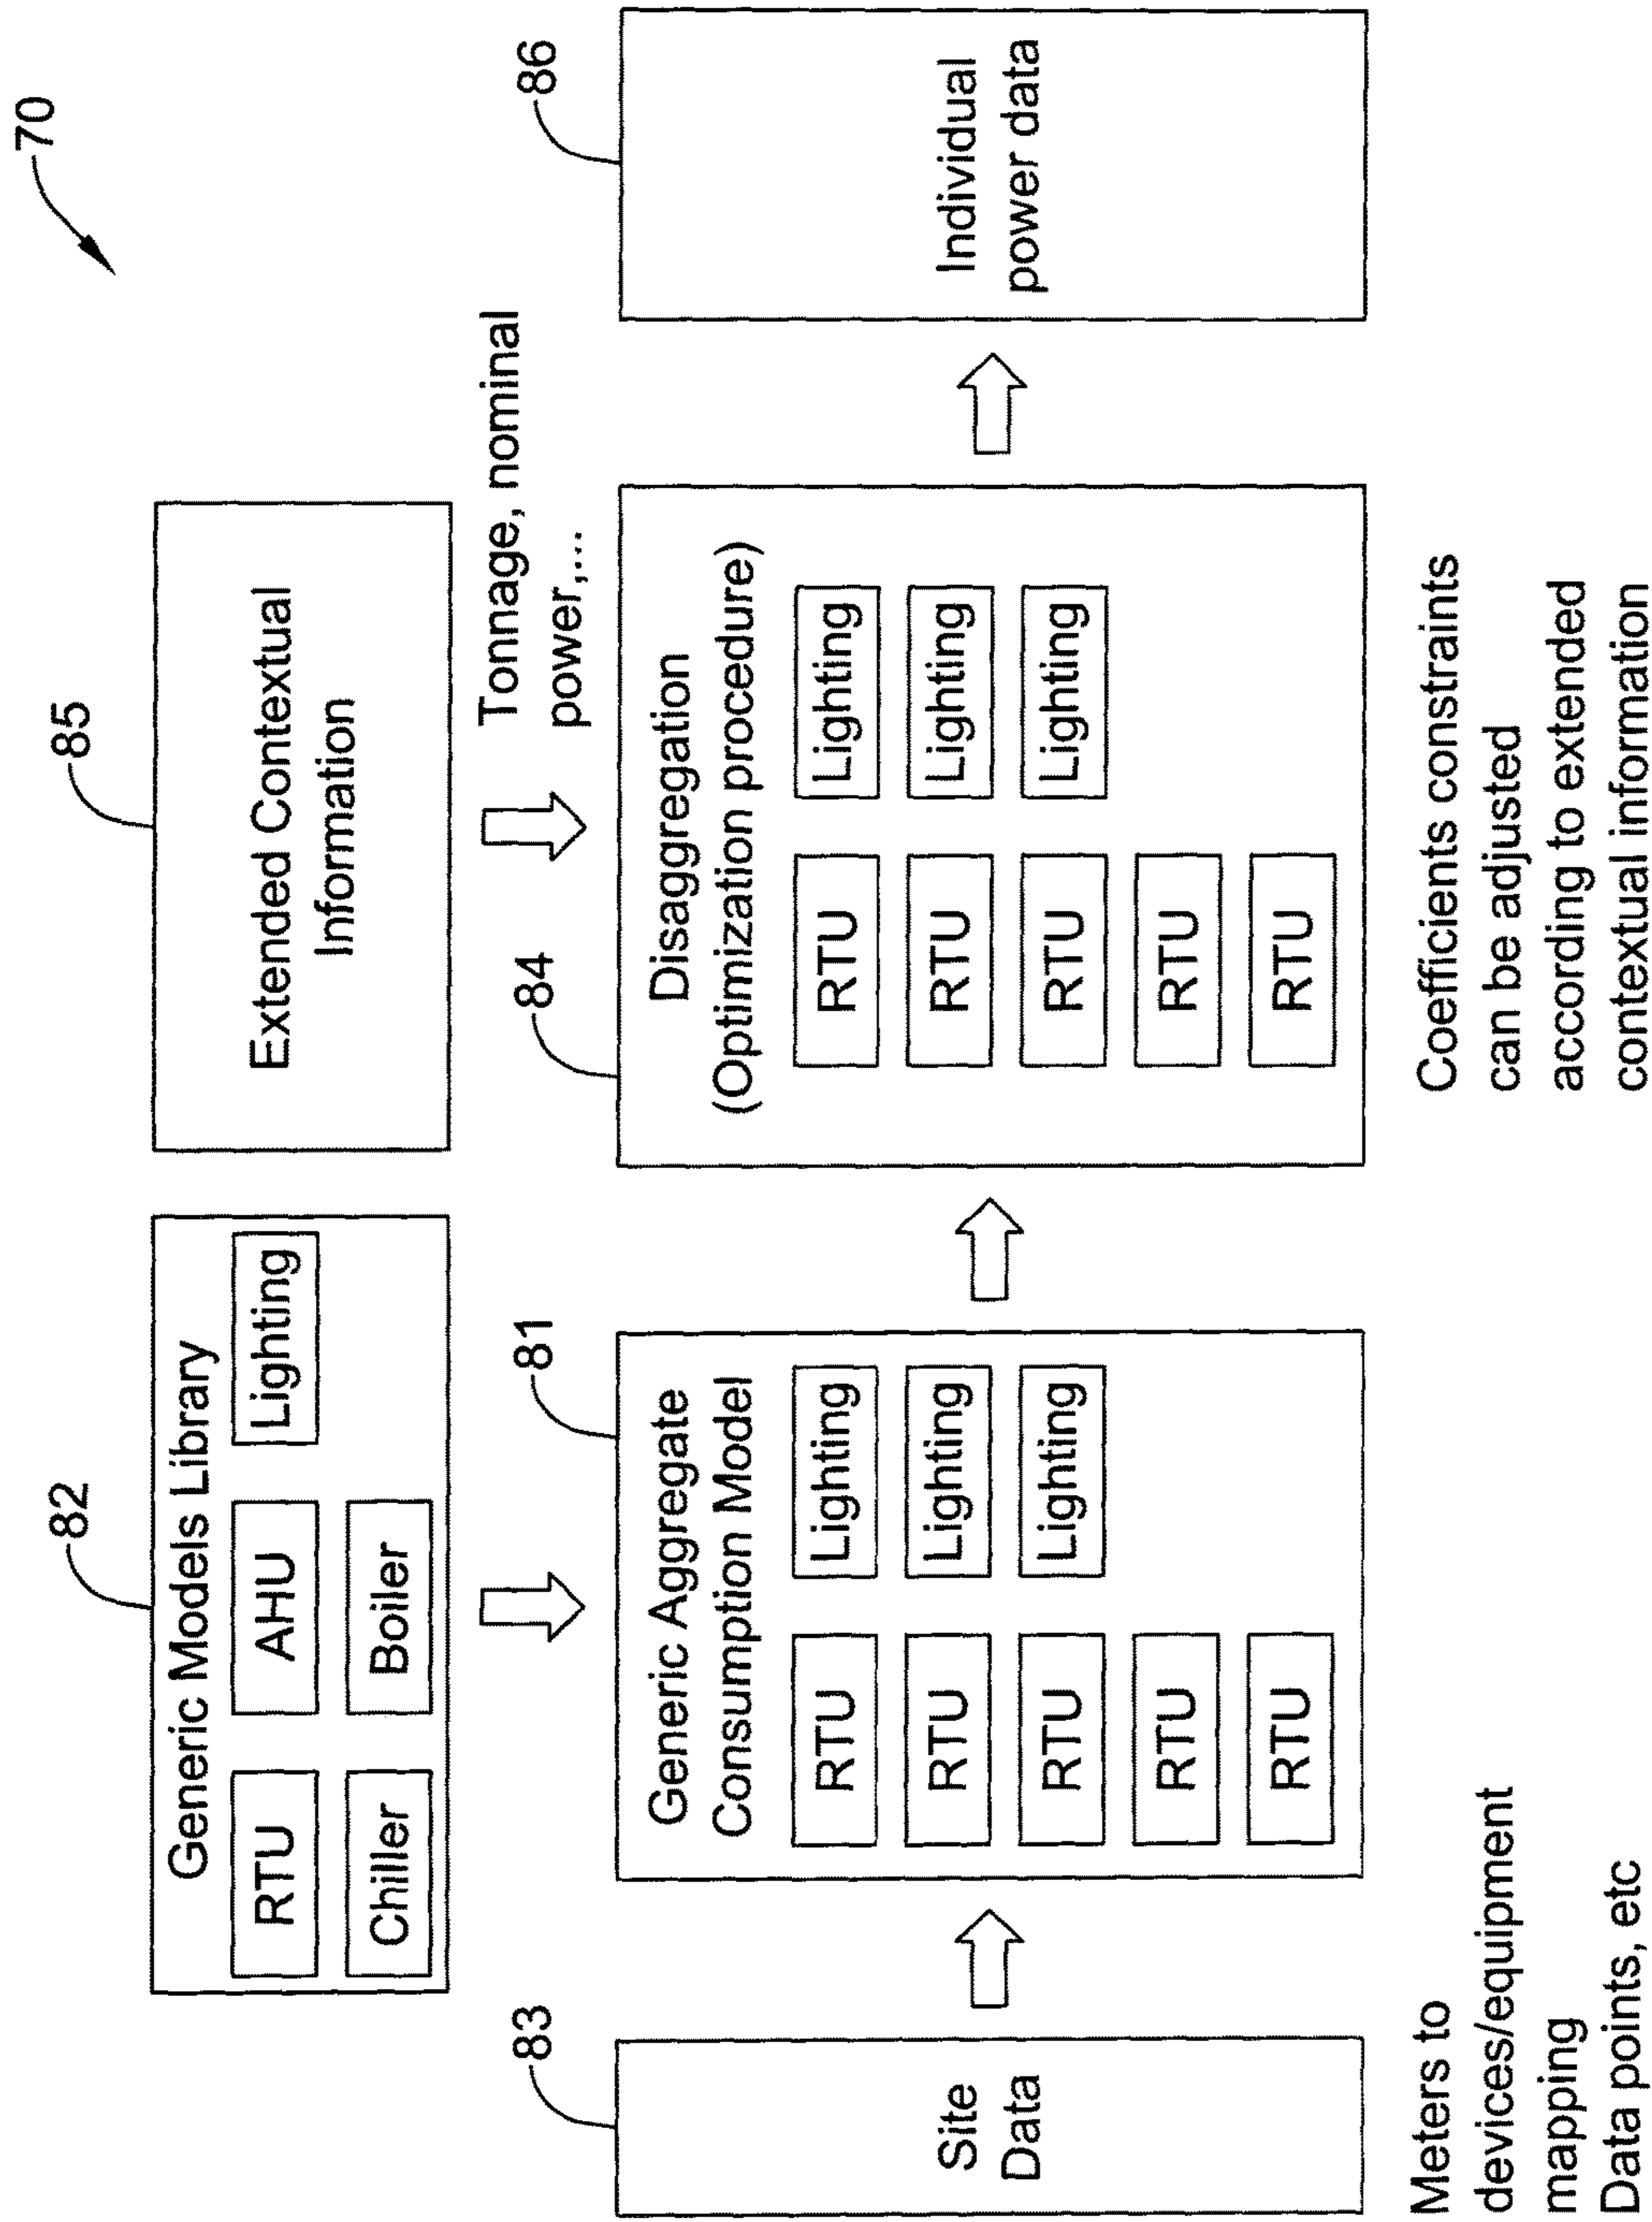 70
82
Generic Models Library
RTU
AHU
Lighting
Chiller
Boiler
85
Extended Contextual
Information
Tonnage, nominal
power,...
83
Site
Data
Meters to
devices/equipment
mapping
Data points, etc
81
Generic Aggregate
Consumption Model
RTU
Lighting
RTU
Lighting
RTU
Lighting
RTU
RTU
84
Disaggregation
(Optimization procedure)
RTU
Lighting
RTU
Lighting
RTU
Lighting
RTU
RTU
Coefficients constraints
can be adjusted
according to extended
contextual information
86
Individual
power data